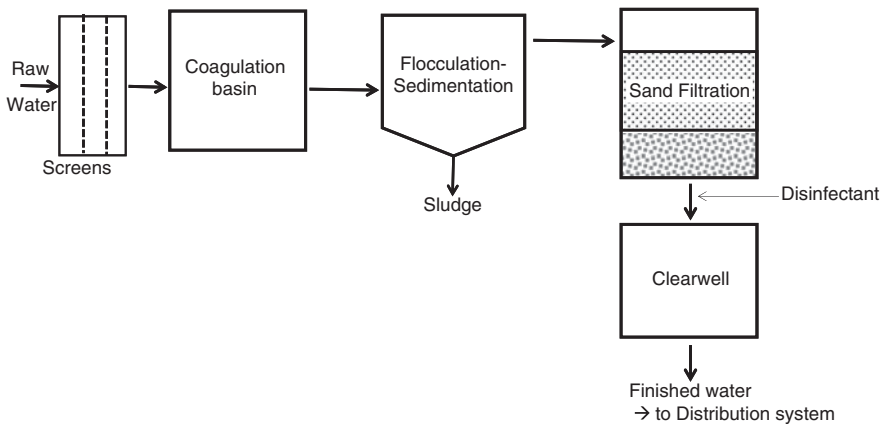 Raw
Water
Screens
Coagulation
basin
Flocculation-
Sedimentation
Sludge
Sand Filtration
Disinfectant
Clearwell
Finished water
→ to Distribution system